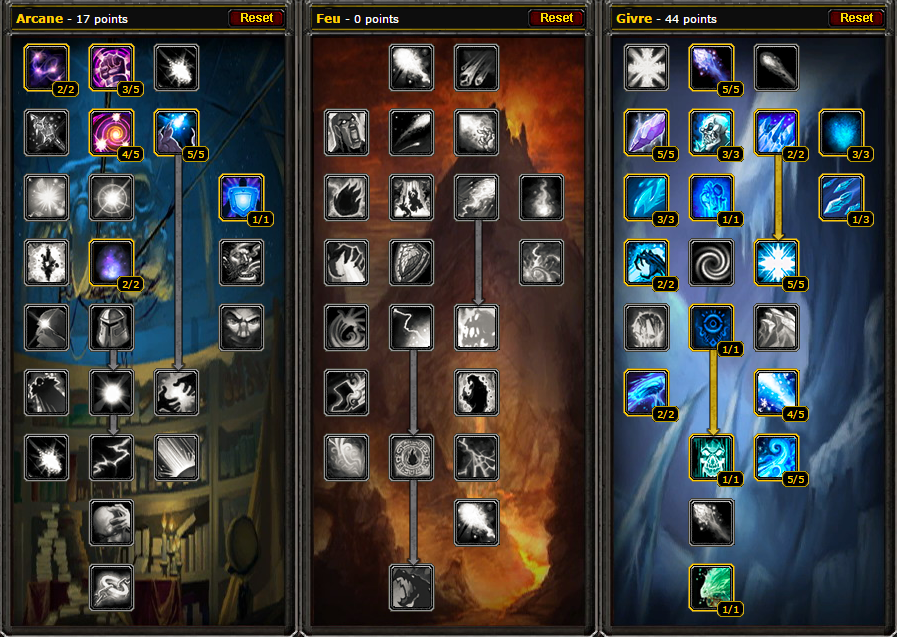 Arcane - 17 points Reset
2/2 3/5
4/5 5/5
1/1
2/2
Feu - 0 points Reset
Givre - 44 points Reset
5/5
5/5 3/3 2/2 3/3
3/3 1/1 1/3
2/2 5/5
1/1
2/2 4/5
1/1 5/5
1/1